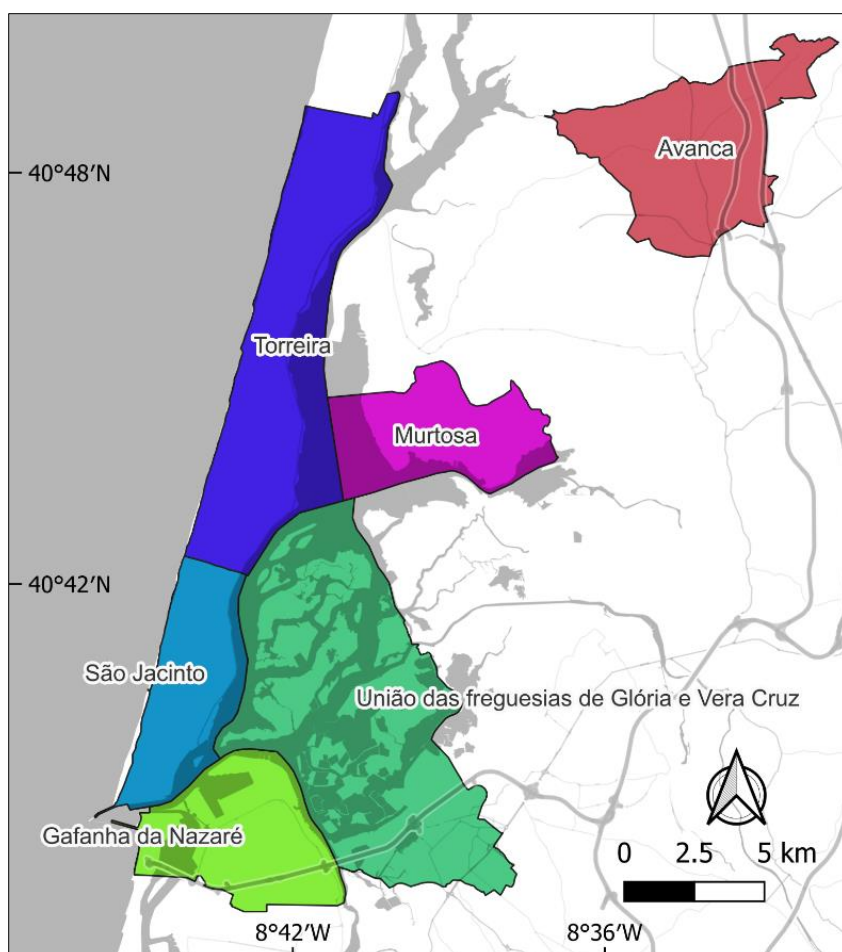 Avanca
40°48′N
Torreira
Murtosa
40°42′N
São Jacinto
União das freguesias de Glória e Vera Cruz
Gafanha da Nazaré
0 2.5 5 km
8°42′W 8°36′W